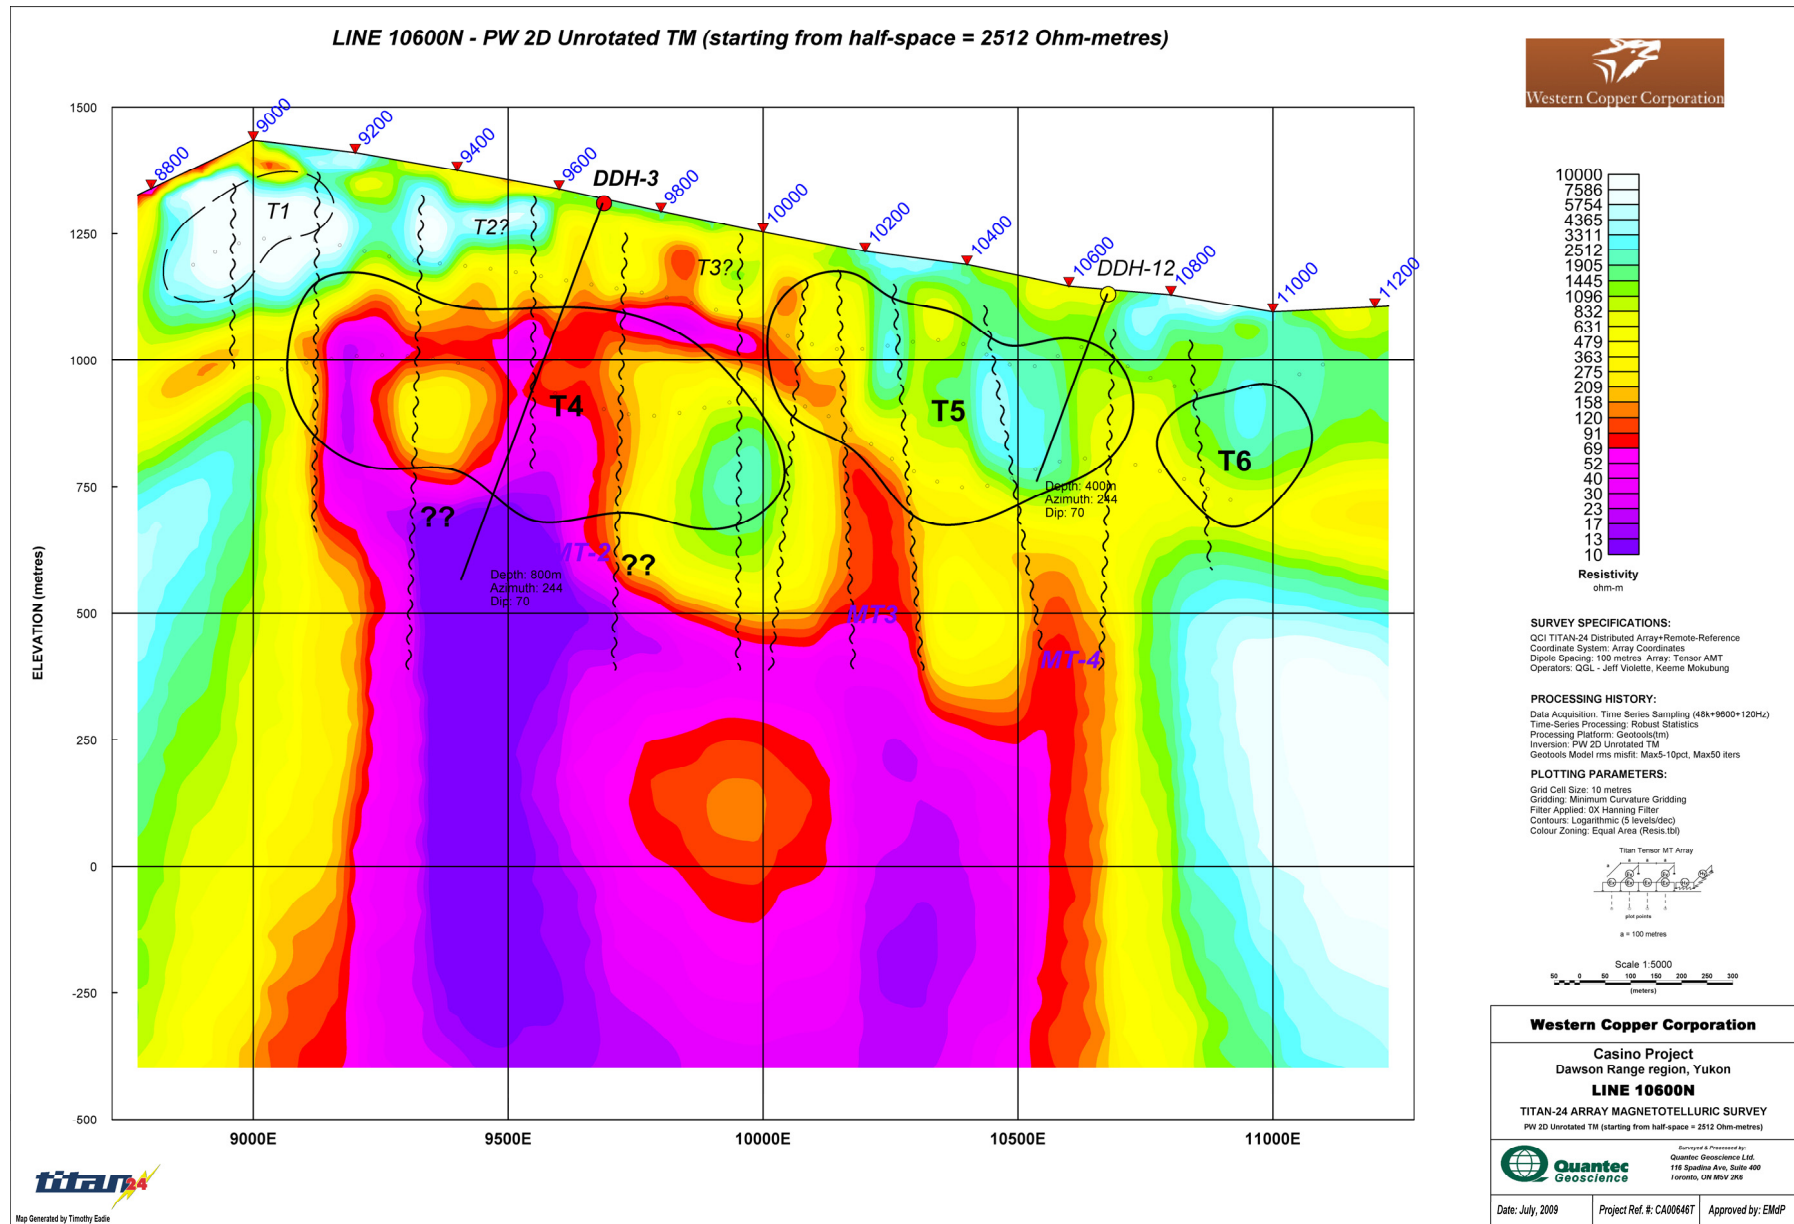 LINE 10600N - PW 2D Unrotated TM (starting from half-space = 2512 Ohm-metres)
Western Copper Corporation
1500
1250
1000
750
500
250
0
-250
-500
ELEVATION (metres)
8800
9000
9200
9400
9600
DDH-3
9800
10000
10200
10400
10600
DDH-12
10800
11000
11200
T1
T2?
T3?
T4
T5
T6
??
MT-2
??
Depth: 800m
Azimuth: 244
Dip: 70
Depth: 400m
Azimuth: 244
Dip: 70
MT3
MT-4
9000E
9500E
10000E
10500E
11000E
10000
7586
5754
4365
3311
2512
1905
1445
1096
832
631
479
363
275
209
158
120
91
69
52
40
30
23
17
13
10
Resistivity
ohm-m
SURVEY SPECIFICATIONS:
QCI TITAN-24 Distributed Array+Remote-Reference
Coordinate System: Array Coordinates
Dipole Spacing: 100 metres Array: Tensor AMT
Operators: QGL - Jeff Violette, Keeme Mokubung
PROCESSING HISTORY:
Data Acquisition: Time Series Sampling (48k+9600+120Hz)
Time-Series Processing: Robust Statistics
Processing Platform: Geotools(tm)
Inversion: PW 2D Unrotated TM
Geotools Model rms misfit: Max5-10pct, Max50 iters
PLOTTING PARAMETERS:
Grid Cell Size: 10 metres
Gridding: Minimum Curvature Gridding
Filter Applied: 0X Hanning Filter
Contours: Logarithmic (5 levels/dec)
Colour Zoning: Equal Area (Resis.tbl)
Titan Tensor MT Array
plot points
a = 100 metres
Scale 1:5000
50 0 50 100 150 200 250 300
(meters)
Western Copper Corporation
Casino Project
Dawson Range region, Yukon
LINE 10600N
TITAN-24 ARRAY MAGNETOTELLURIC SURVEY
PW 2D Unrotated TM (starting from half-space = 2512 Ohm-metres)
Quantec
Geoscience
Surveyed & Processed by:
Quantec Geoscience Ltd.
116 Spadina Ave, Suite 400
Toronto, ON M5V 2K6
Date: July, 2009
Project Ref. #: CA00646T
Approved by: EMdP
titan24
Map Generated by Timothy Eadie